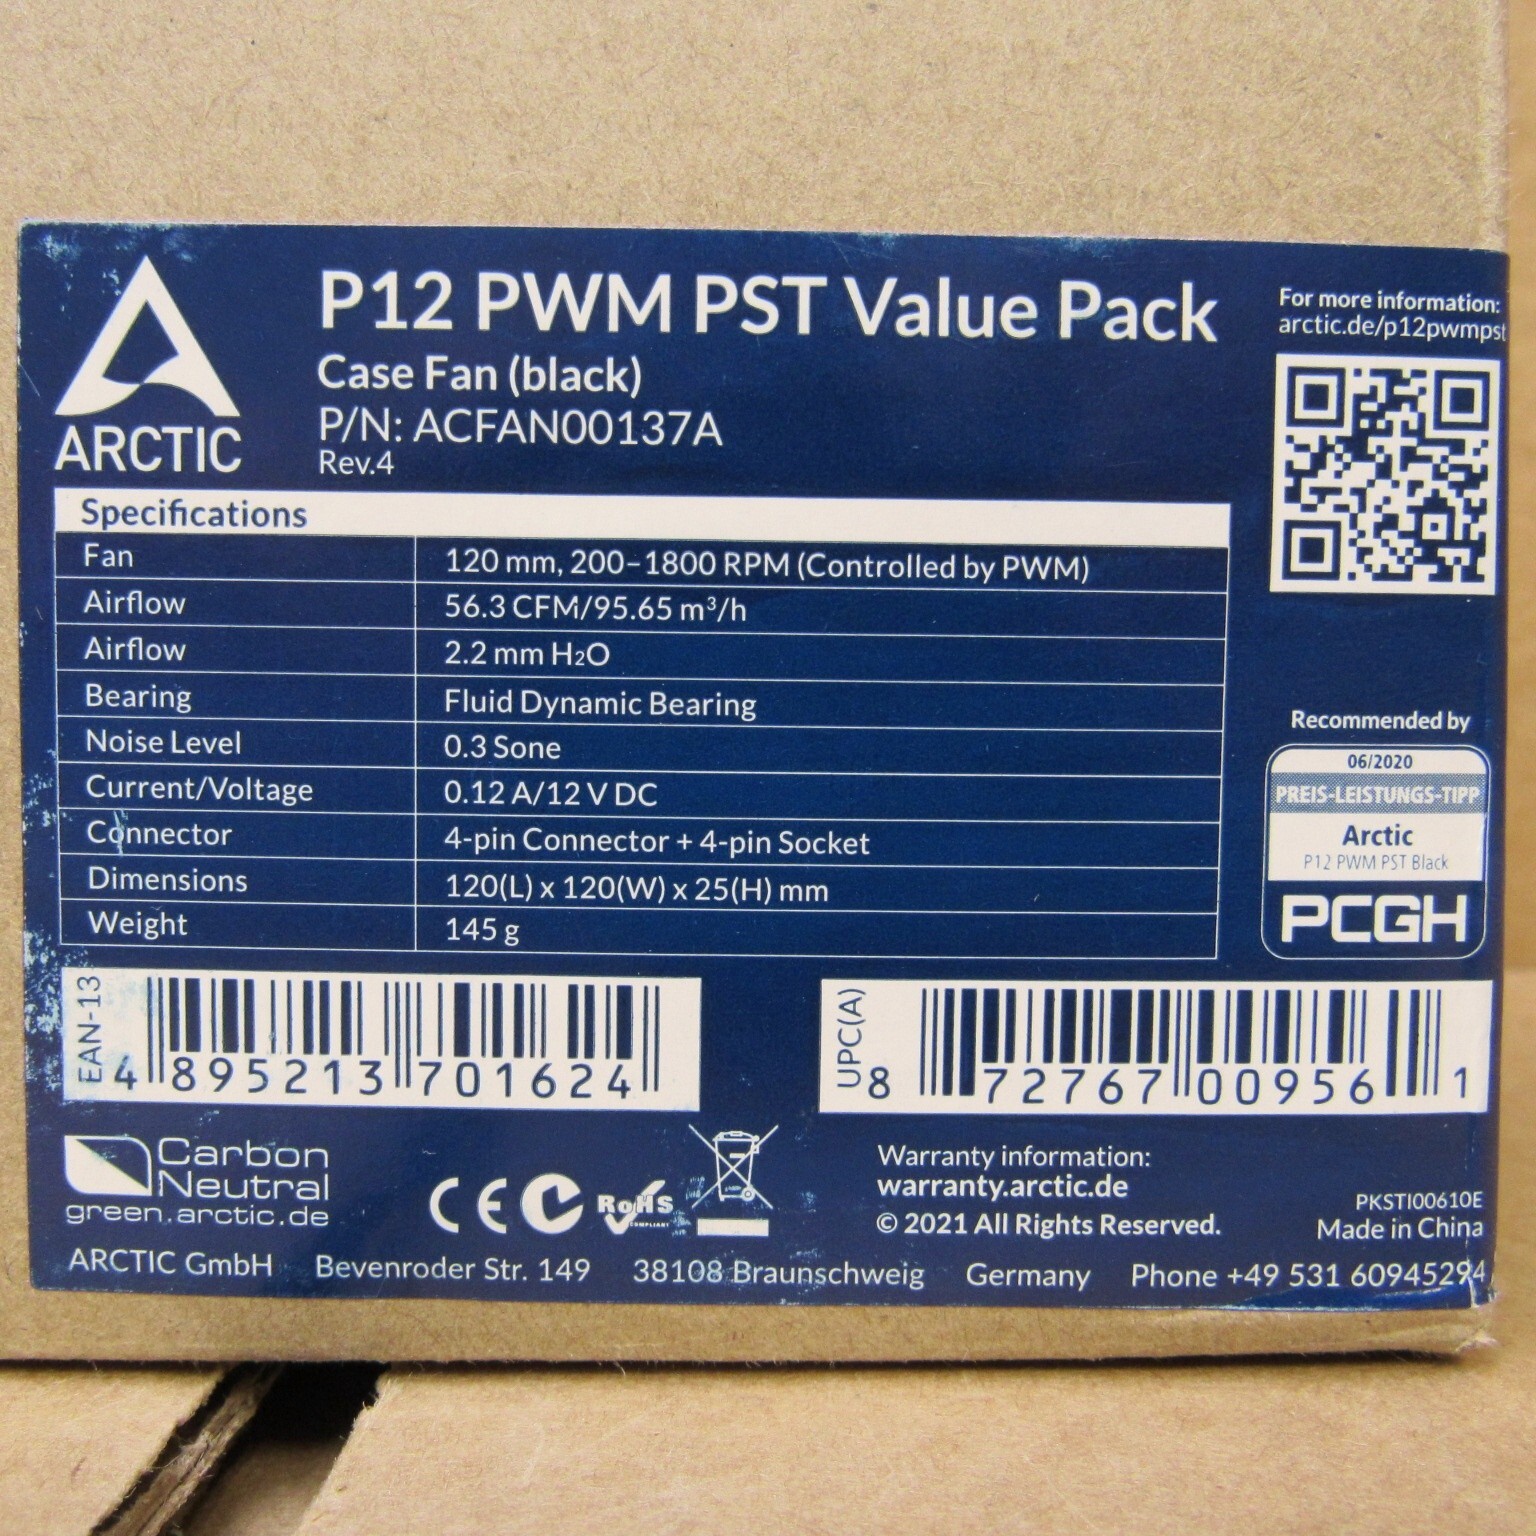 ARCTIC
P12 PWM PST Value Pack
Case Fan (black)
P/N: ACFAN00137A
Rev.4
For more information:
arctic.de/p12pwmpst
Specifications
Fan 120 mm, 200–1800 RPM (Controlled by PWM)
Airflow 56.3 CFM/95.65 m³/h
Airflow 2.2 mm H₂O
Bearing Fluid Dynamic Bearing
Noise Level 0.3 Sone
Current/Voltage 0.12 A/12 V DC
Connector 4-pin Connector + 4-pin Socket
Dimensions 120(L) x 120(W) x 25(H) mm
Weight 145 g
Recommended by
06/2020
PREIS-LEISTUNGS-TIPP
Arctic
P12 PWM PST Black
PCGH
EAN-13
4 895213 701624
UPC(A)
8 72767 00956 1
Carbon
Neutral
green.arctic.de
CE
RoHS
COMPLIANT
Warranty information:
warranty.arctic.de
© 2021 All Rights Reserved.
PKSTI00610E
Made in China
ARCTIC GmbH Bevenroder Str. 149 38108 Braunschweig Germany Phone +49 531 60945294